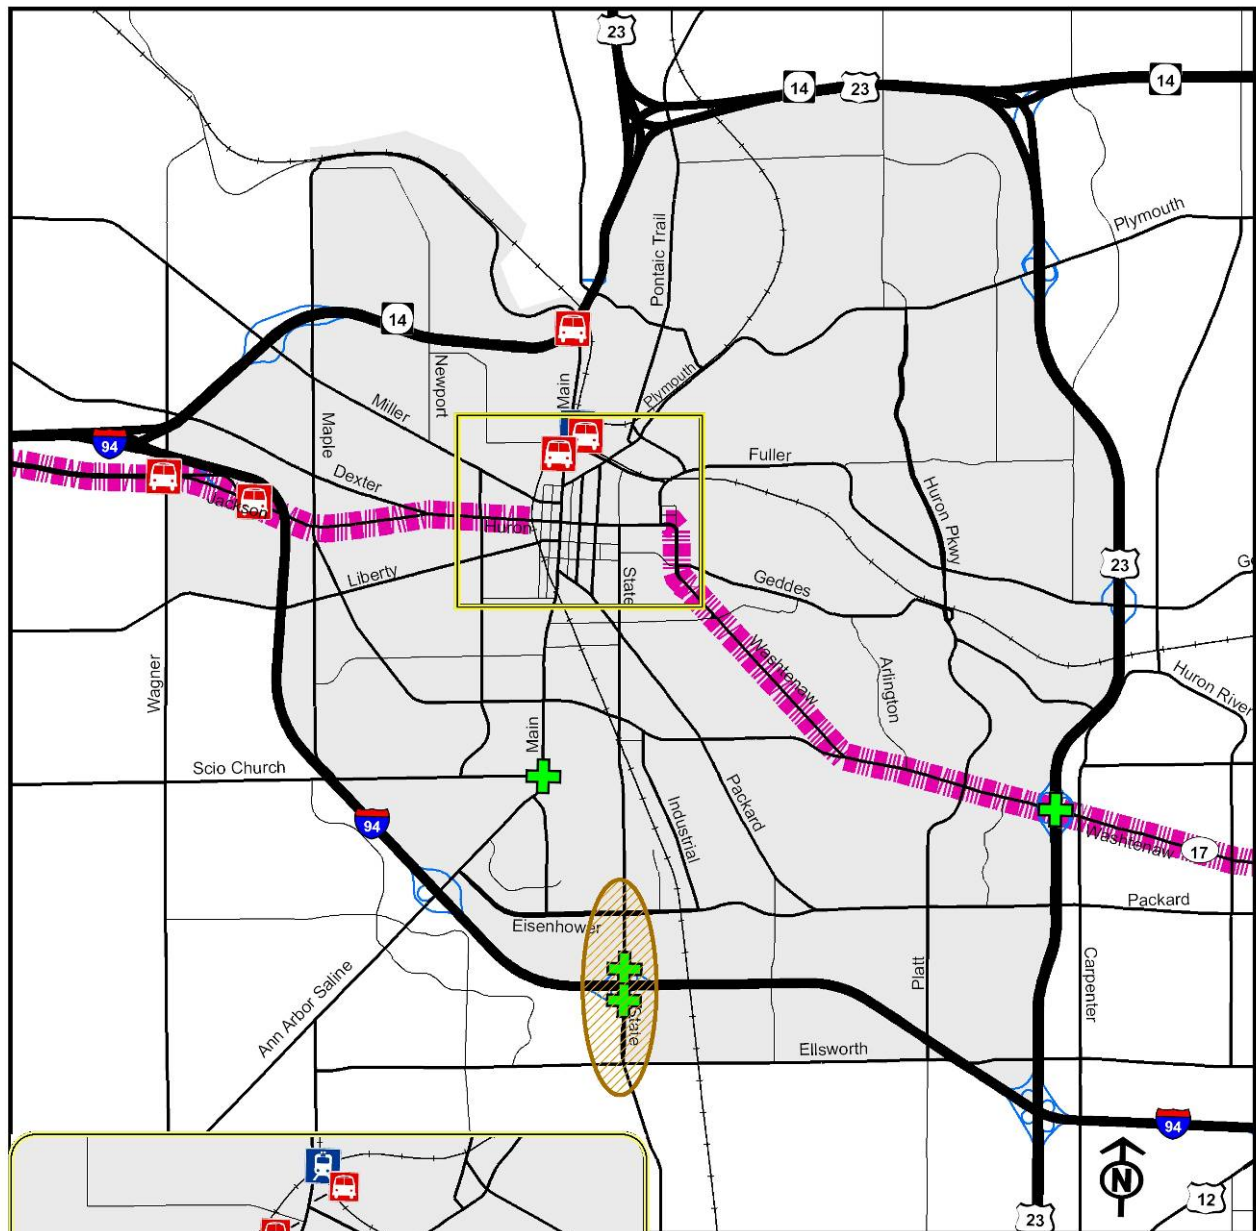 23
14
23
14
Plymouth
Pontaic Trail
14
Main
Newport
Plymouth
Miller
Maple
94
Fuller
Dexter
Huron Pkwy
Jackson
Huron
23
Liberty
State
Geddes
Washtenaw
Arlington
Wagner
Huron River
Main
Scio Church
Packard
Industrial
94
Washtenaw
17
Packard
Eisenhower
Platt
Carpenter
Ann Arbor Saline
State
Ellsworth
94
N
12
23